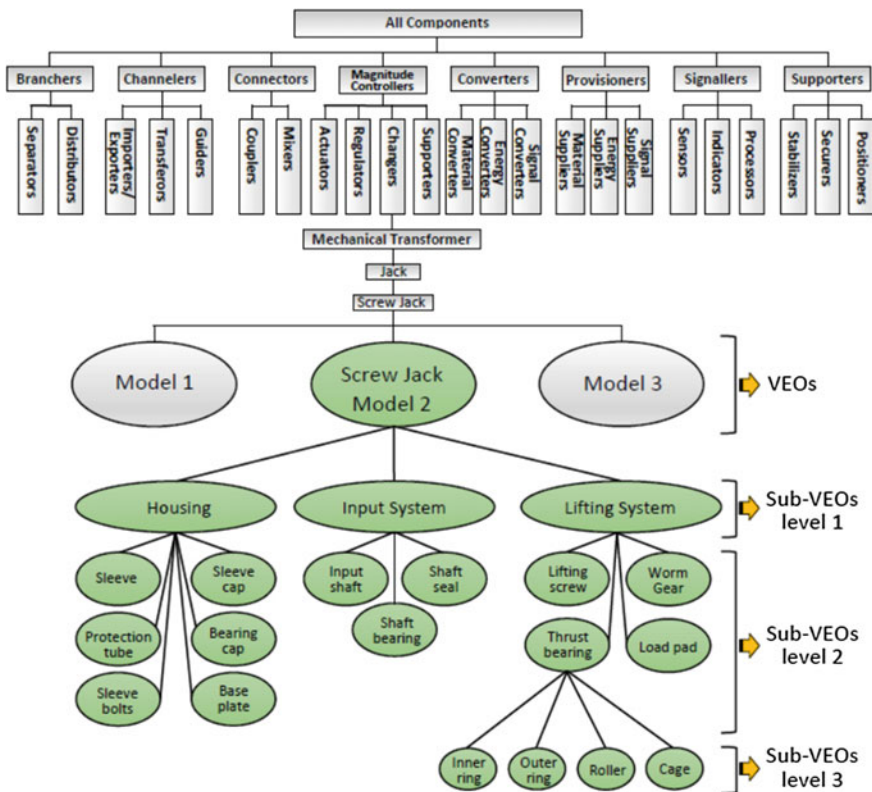 All Components
Branchers
Channelers
Connectors
Magnitude
Controllers
Converters
Provisioners
Signallers
Supporters
Separators
Distributors
Importers/
Exporters
Transferors
Guiders
Couplers
Mixers
Actuators
Regulators
Changers
Supporters
Material
Converters
Energy
Converters
Signal
Converters
Material
Suppliers
Energy
Suppliers
Signal
Suppliers
Sensors
Indicators
Processors
Stabilizers
Securers
Positioners
Mechanical Transformer
Jack
Screw Jack
Model 1
Screw Jack
Model 2
Model 3
VEOs
Housing
Input System
Lifting System
Sub-VEOs
level 1
Sleeve
Sleeve
cap
Input
shaft
Shaft
seal
Lifting
screw
Worm
Gear
Protection
tube
Bearing
cap
Shaft
bearing
Thrust
bearing
Load pad
Sub-VEOs
level 2
Sleeve
bolts
Base
plate
Inner
ring
Outer
ring
Roller
Cage
Sub-VEOs
level 3